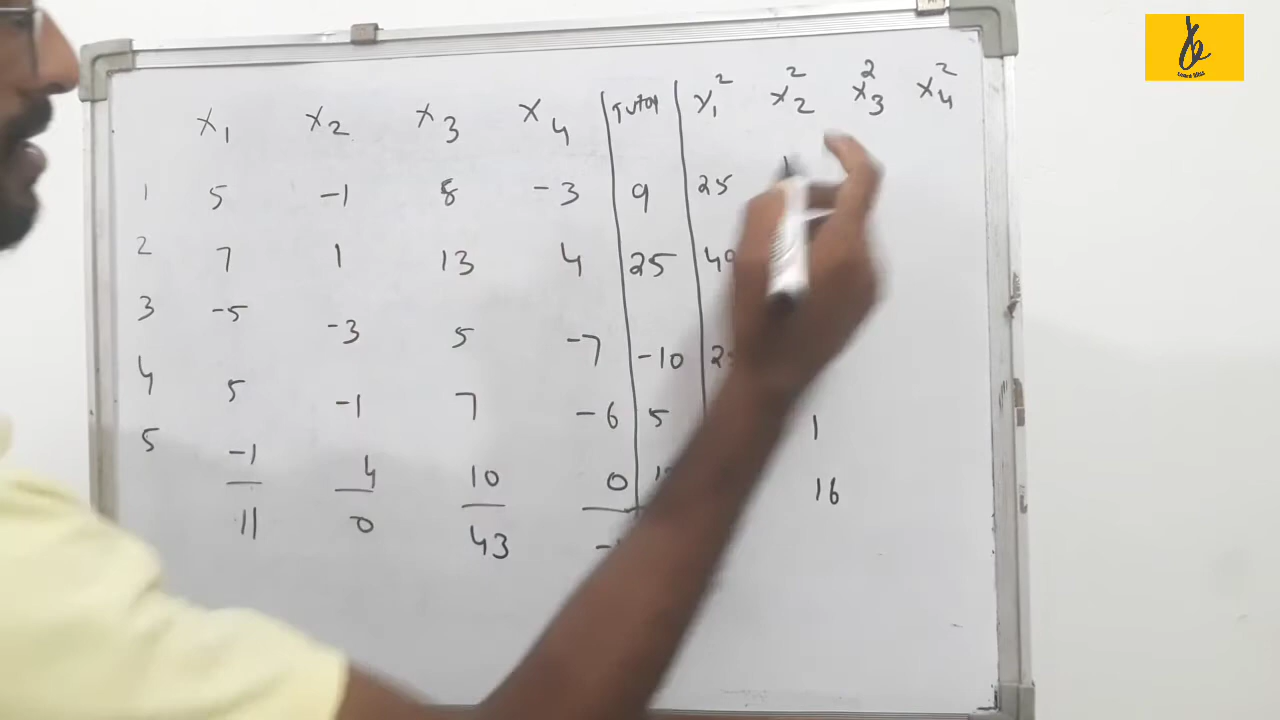 X1 X2 X3 X4 Total X1² X2² X3² X4²
1 5 -1 8 -3 9 25
2 7 1 13 4 25 49
3 -5 -3 5 -7 -10 25
4 5 -1 7 -6 5 1
5 -1 4 10 0 16
11 0 43
Learn Bliss